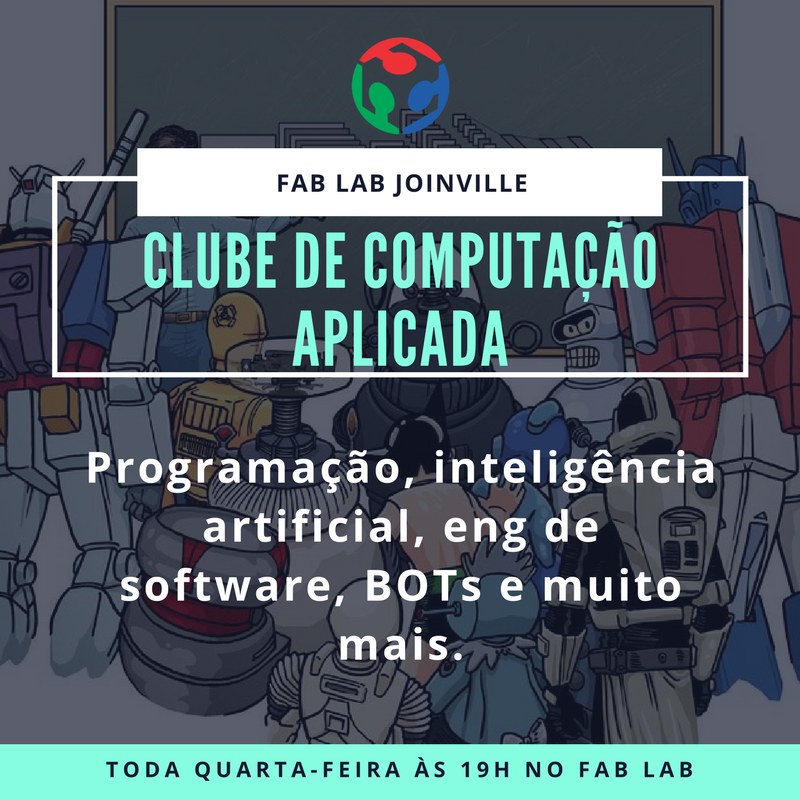 FAB LAB JOINVILLE
CLUBE DE COMPUTAÇÃO
APLICADA
Programação, inteligência
artificial, eng de
software, BOTs e muito
mais.
TODA QUARTA-FEIRA ÀS 19H NO FAB LAB